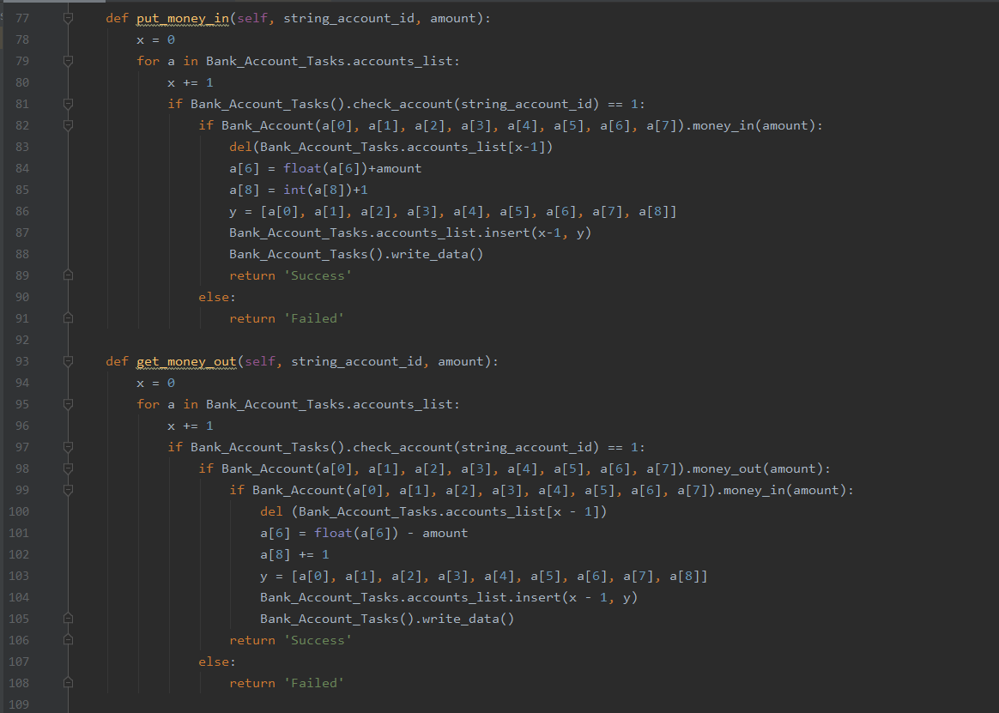 77 def put_money_in(self, string_account_id, amount):
78 x = 0
79 for a in Bank_Account_Tasks.accounts_list:
80 x += 1
81 if Bank_Account_Tasks().check_account(string_account_id) == 1:
82 if Bank_Account(a[0], a[1], a[2], a[3], a[4], a[5], a[6], a[7]).money_in(amount):
83 del(Bank_Account_Tasks.accounts_list[x-1])
84 a[6] = float(a[6])+amount
85 a[8] = int(a[8])+1
86 y = [a[0], a[1], a[2], a[3], a[4], a[5], a[6], a[7], a[8]]
87 Bank_Account_Tasks.accounts_list.insert(x-1, y)
88 Bank_Account_Tasks().write_data()
89 return 'Success'
90 else:
91 return 'Failed'
92
93 def get_money_out(self, string_account_id, amount):
94 x = 0
95 for a in Bank_Account_Tasks.accounts_list:
96 x += 1
97 if Bank_Account_Tasks().check_account(string_account_id) == 1:
98 if Bank_Account(a[0], a[1], a[2], a[3], a[4], a[5], a[6], a[7]).money_out(amount):
99 if Bank_Account(a[0], a[1], a[2], a[3], a[4], a[5], a[6], a[7]).money_in(amount):
100 del (Bank_Account_Tasks.accounts_list[x - 1])
101 a[6] = float(a[6]) - amount
102 a[8] += 1
103 y = [a[0], a[1], a[2], a[3], a[4], a[5], a[6], a[7], a[8]]
104 Bank_Account_Tasks.accounts_list.insert(x - 1, y)
105 Bank_Account_Tasks().write_data()
106 return 'Success'
107 else:
108 return 'Failed'
109